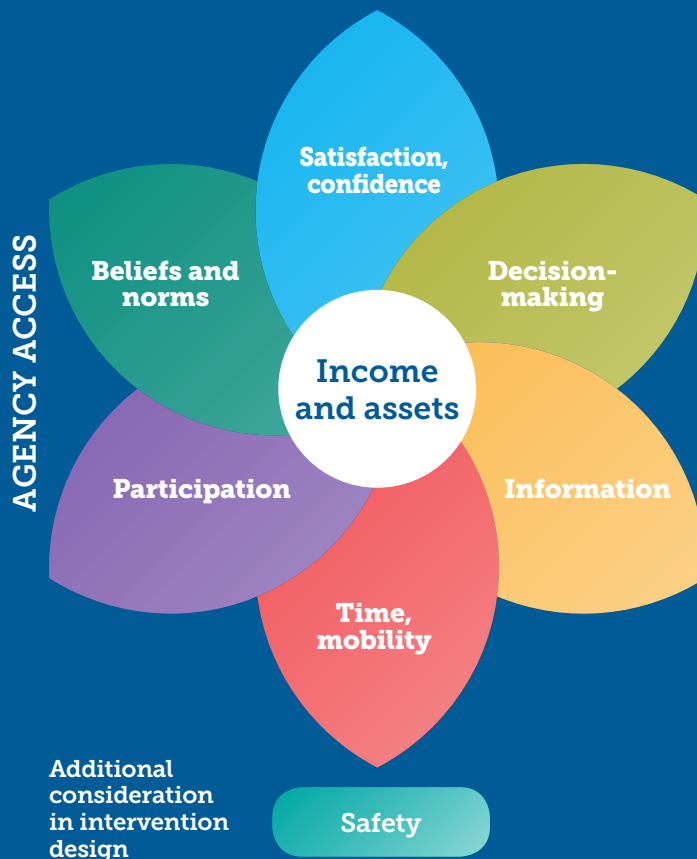 Satisfaction,
confidence
Beliefs and
norms
Decision-
making
AGENCY ACCESS
Income
and assets
Participation
Information
Time,
mobility
Additional
consideration
in intervention
design
Safety